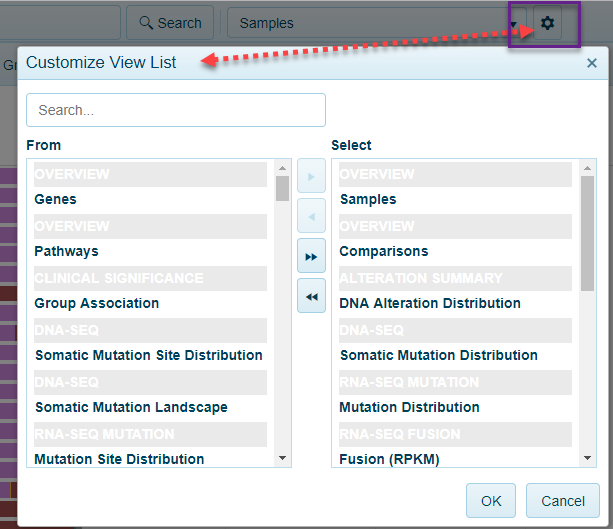 Search
Samples
G
Customize View List
Search...
From
Select
OVERVIEW
Genes
OVERVIEW
Pathways
CLINICAL SIGNIFICANCE
Group Association
DNA-SEQ
Somatic Mutation Site Distribution
DNA-SEQ
Somatic Mutation Landscape
RNA-SEQ MUTATION
Mutation Site Distribution
OVERVIEW
Samples
OVERVIEW
Comparisons
ALTERATION SUMMARY
DNA Alteration Distribution
DNA-SEQ
Somatic Mutation Distribution
RNA-SEQ MUTATION
Mutation Distribution
RNA-SEQ FUSION
Fusion (RPKM)
OK
Cancel